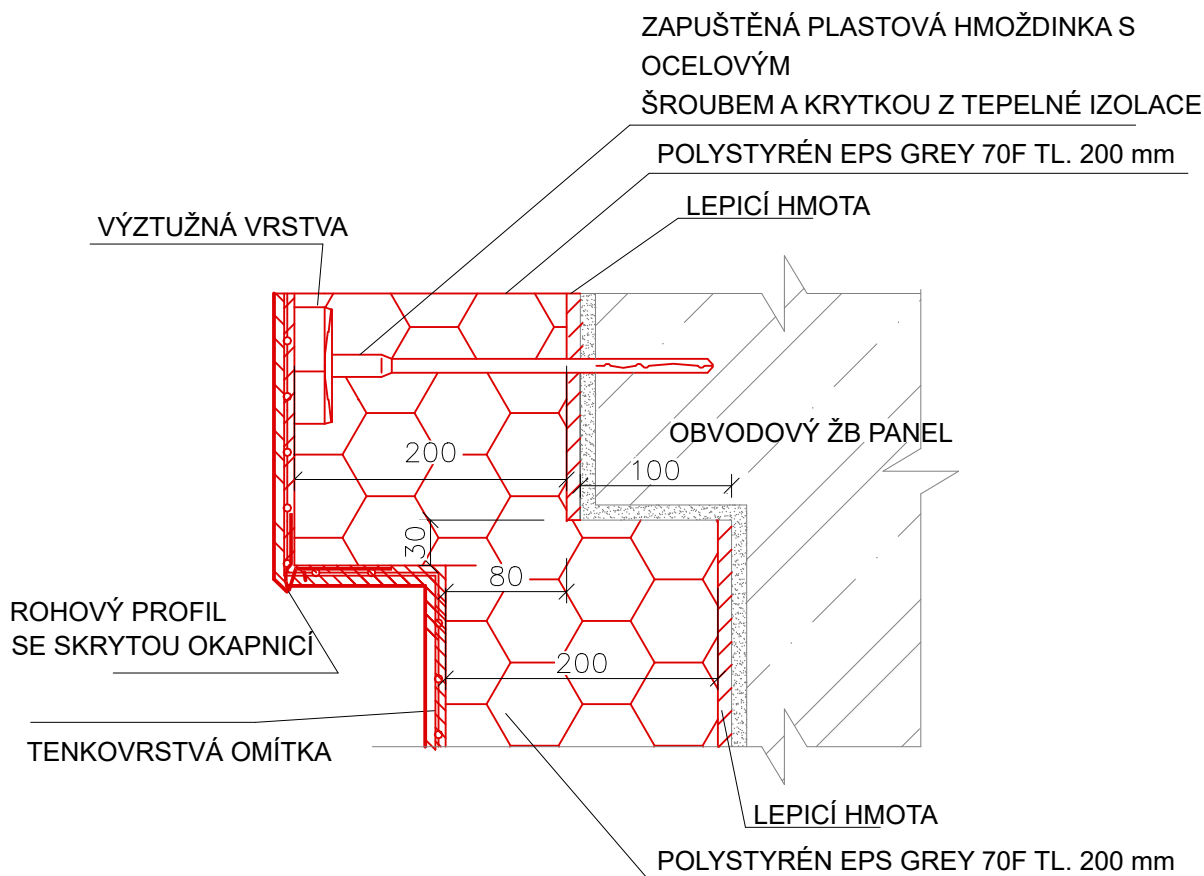 ZAPUŠTĚNÁ PLASTOVÁ HMOŽDINKA S
OCELOVÝM
ŠROUBEM A KRYTKOU Z TEPELNÉ IZOLACE
POLYSTYRÉN EPS GREY 70F TL. 200 mm
LEPICÍ HMOTA
VÝZTUŽNÁ VRSTVA
OBVODOVÝ ŽB PANEL
200
100
30
80
ROHOVÝ PROFIL
SE SKRYTOU OKAPNICÍ
200
TENKOVRSTVÁ OMÍTKA
LEPICÍ HMOTA
POLYSTYRÉN EPS GREY 70F TL. 200 mm